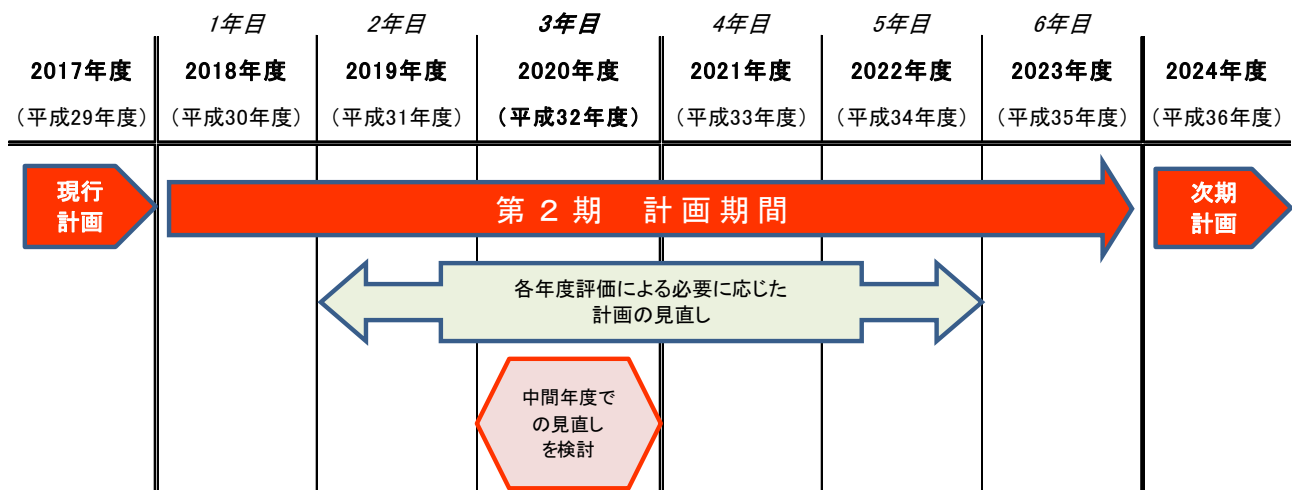 1年目 2年目 3年目 4年目 5年目 6年目
2017年度 2018年度 2019年度 2020年度 2021年度 2022年度 2023年度 2024年度
（平成29年度） （平成30年度） （平成31年度） （平成32年度） （平成33年度） （平成34年度） （平成35年度） （平成36年度）
現行
計画
第２期　計画期間
次期
計画
各年度評価による必要に応じた
計画の見直し
中間年度で
の見直し
を検討